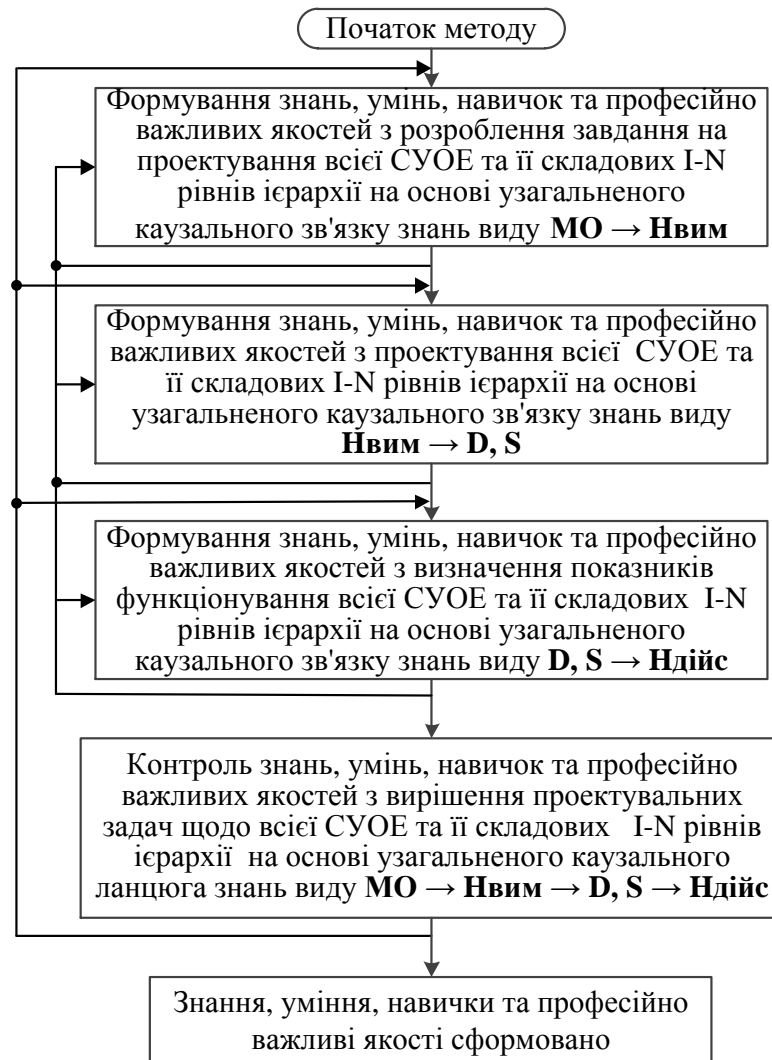 Початок методу
Формування знань, умінь, навичок та професійно
важливих якостей з розроблення завдання на
проектування всієї СУОЕ та її складових I-N
рівнів ієрархії на основі узагальненого
каузального зв'язку знань виду МО → Нвим
Формування знань, умінь, навичок та професійно
важливих якостей з проектування всієї СУОЕ та
її складових I-N рівнів ієрархії на основі
узагальненого каузального зв'язку знань виду
Нвим → D, S
Формування знань, умінь, навичок та професійно
важливих якостей з визначення показників
функціонування всієї СУОЕ та її складових I-N
рівнів ієрархії на основі узагальненого
каузального зв'язку знань виду D, S → Ндійс
Контроль знань, умінь, навичок та професійно
важливих якостей з вирішення проектувальних
задач щодо всієї СУОЕ та її складових I-N рівнів
ієрархії на основі узагальненого каузального
ланцюга знань виду МО → Нвим → D, S → Ндійс
Знання, уміння, навички та професійно
важливі якості сформовано